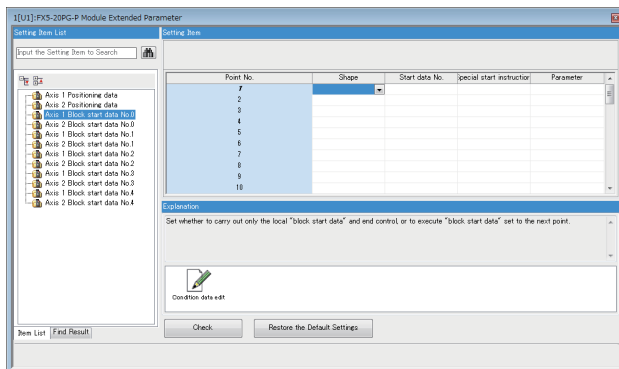 1[U1]:FX5-20PG-P Module Extended Parameter
Setting Item List
Setting Item
Input the Setting Item to Search
Axis 1 Positioning data
Axis 2 Positioning data
Axis 1 Block start data No.0
Axis 2 Block start data No.0
Axis 1 Block start data No.1
Axis 2 Block start data No.1
Axis 1 Block start data No.2
Axis 2 Block start data No.2
Axis 1 Block start data No.3
Axis 2 Block start data No.3
Axis 1 Block start data No.4
Axis 2 Block start data No.4
Item List
Find Result
Point No. Shape Start data No. Special start instruction Parameter
1
2
3
4
5
6
7
8
9
10
Explanation
Set whether to carry out only the local "block start data" and end control, or to execute "block start data" set to the next point.
Condition data edit
Check
Restore the Default Settings